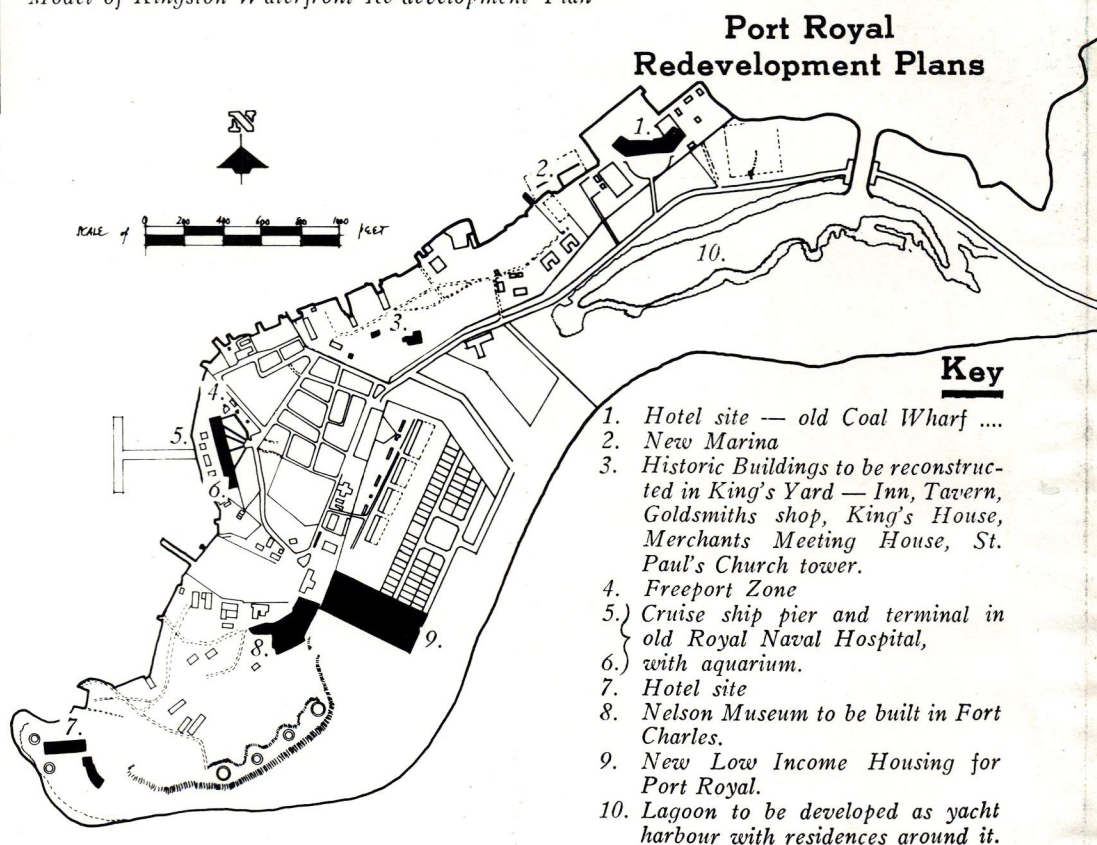 Model of Kingston Waterfront Re-development Plan
Port Royal
Redevelopment Plans
N
SCALE of 0 200 400 600 800 1000 FEET
1.
2.
10.
3.
4.
5.
6.
8.
9.
7.
Key
1. Hotel site — old Coal Wharf ....
2. New Marina
3. Historic Buildings to be reconstruc-
ted in King's Yard — Inn, Tavern,
Goldsmiths shop, King's House,
Merchants Meeting House, St.
Paul's Church tower.
4. Freeport Zone
5.) Cruise ship pier and terminal in
old Royal Naval Hospital,
6.) with aquarium.
7. Hotel site
8. Nelson Museum to be built in Fort
Charles.
9. New Low Income Housing for
Port Royal.
10. Lagoon to be developed as yacht
harbour with residences around it.